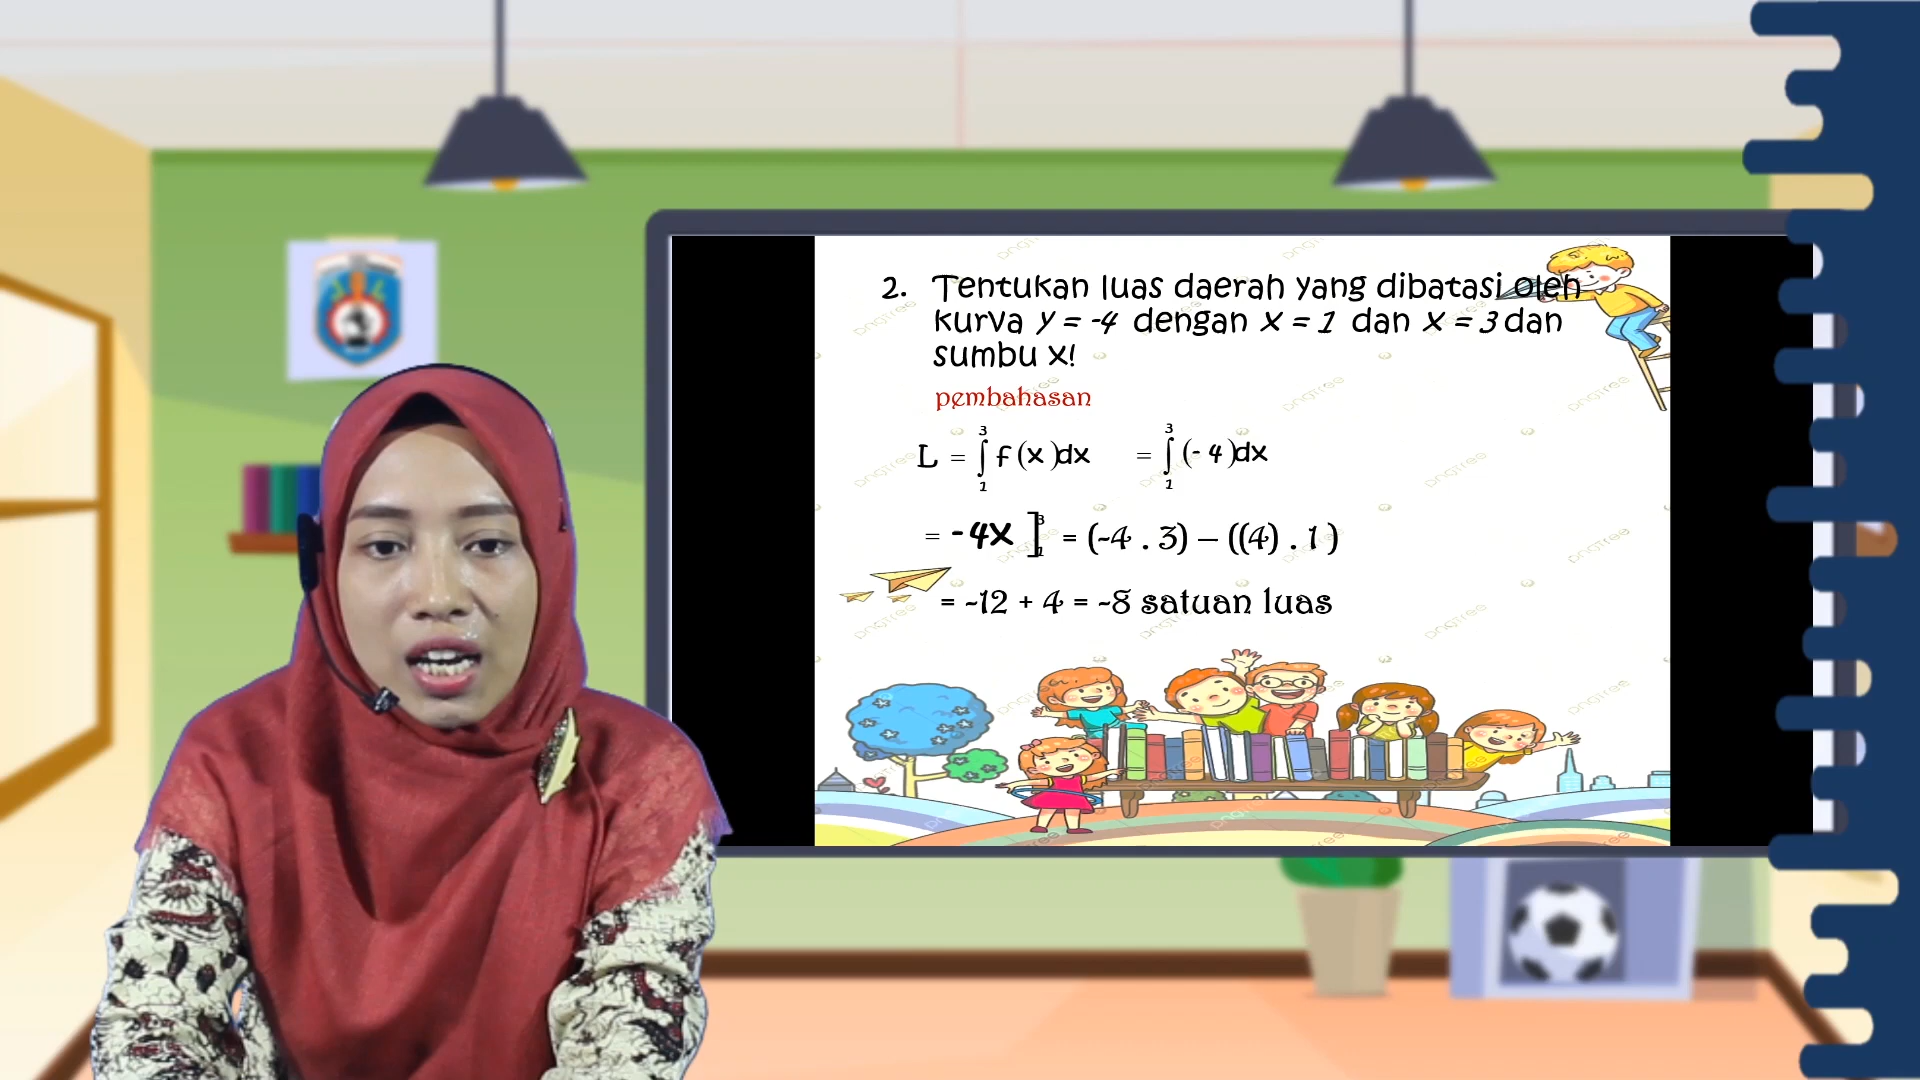 2. Tentukan luas daerah yang dibatasi oleh
kurva y = -4 dengan x = 1 dan x = 3 dan
sumbu x!
pembahasan
L = ∫₁³ f (x )dx = ∫₁³ (- 4 )dx
= -4x ]₁³ = (-4 . 3) – ((4) . 1 )
= -12 + 4 = -8 satuan luas
pngtree